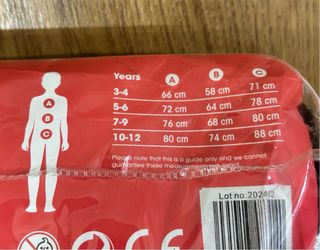 Years A B C
3-4 66 cm 58 cm 71 cm
5-6 72 cm 64 cm 78 cm
7-9 76 cm 68 cm 80 cm
10-12 80 cm 74 cm 88 cm
A
B
C
Please note that this is a guide only and we cannot
guarantee these measurements
Lot no. 2024/2
CE